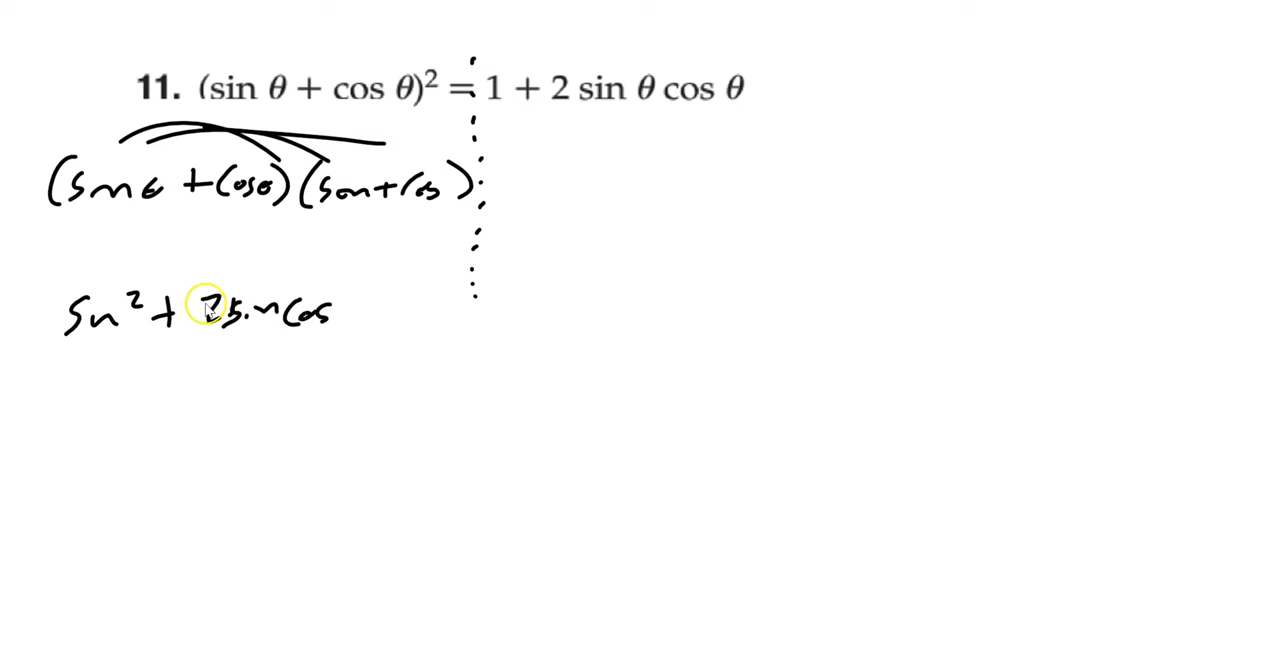 11. (sin θ + cos θ)² = 1 + 2 sin θ cos θ
(sin θ + cos θ)(sin + cos)
sin² + 2 sin cos